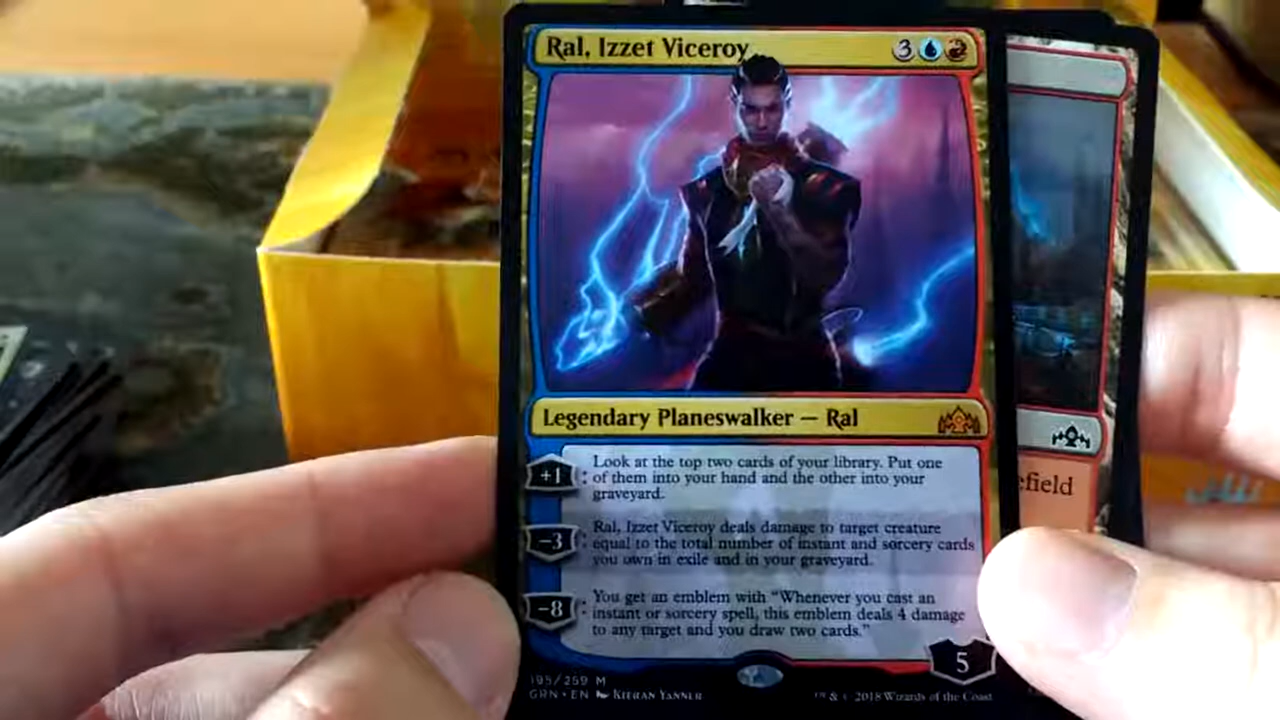 Ral, Izzet Viceroy 3
Legendary Planeswalker — Ral
+1 : Look at the top two cards of your library. Put one
of them into your hand and the other into your
graveyard.
efield
-3 : Ral, Izzet Viceroy deals damage to target creature
equal to the total number of instant and sorcery cards
you own in exile and in your graveyard.
-8 : You get an emblem with “Whenever you cast an
instant or sorcery spell, this emblem deals 4 damage
to any target and you draw two cards.”
5
195/259 M
GRN • EN Kieran Yanner
™ & © 2018 Wizards of the Coast